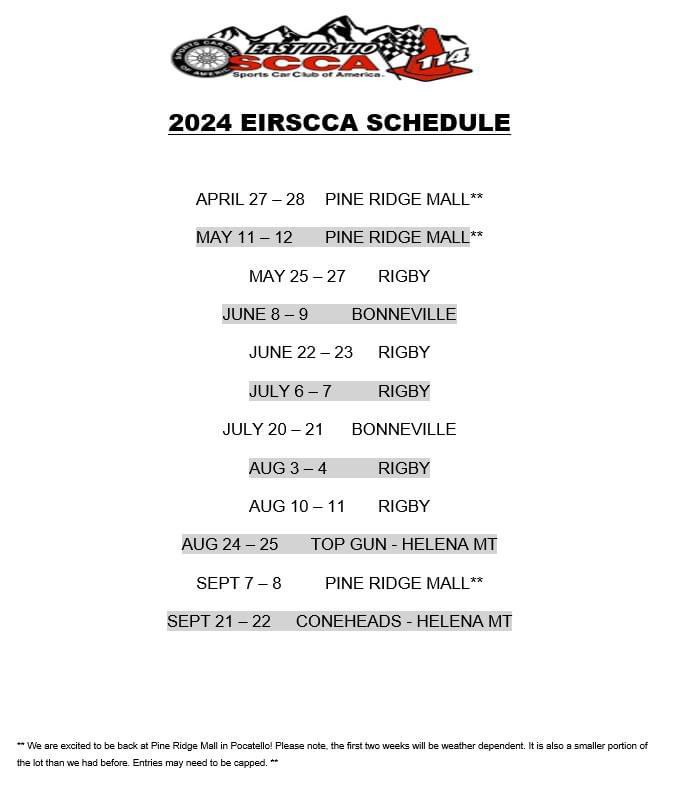 SPORTS CAR CLUB
OF AMERICA
EAST IDAHO
SCCA
Sports Car Club of America
114
2024 EIRSCCA SCHEDULE
APRIL 27 – 28 PINE RIDGE MALL**
MAY 11 – 12 PINE RIDGE MALL**
MAY 25 – 27 RIGBY
JUNE 8 – 9 BONNEVILLE
JUNE 22 – 23 RIGBY
JULY 6 – 7 RIGBY
JULY 20 – 21 BONNEVILLE
AUG 3 – 4 RIGBY
AUG 10 – 11 RIGBY
AUG 24 – 25 TOP GUN - HELENA MT
SEPT 7 – 8 PINE RIDGE MALL**
SEPT 21 – 22 CONEHEADS - HELENA MT
** We are excited to be back at Pine Ridge Mall in Pocatello! Please note, the first two weeks will be weather dependent. It is also a smaller portion of
the lot than we had before. Entries may need to be capped. **